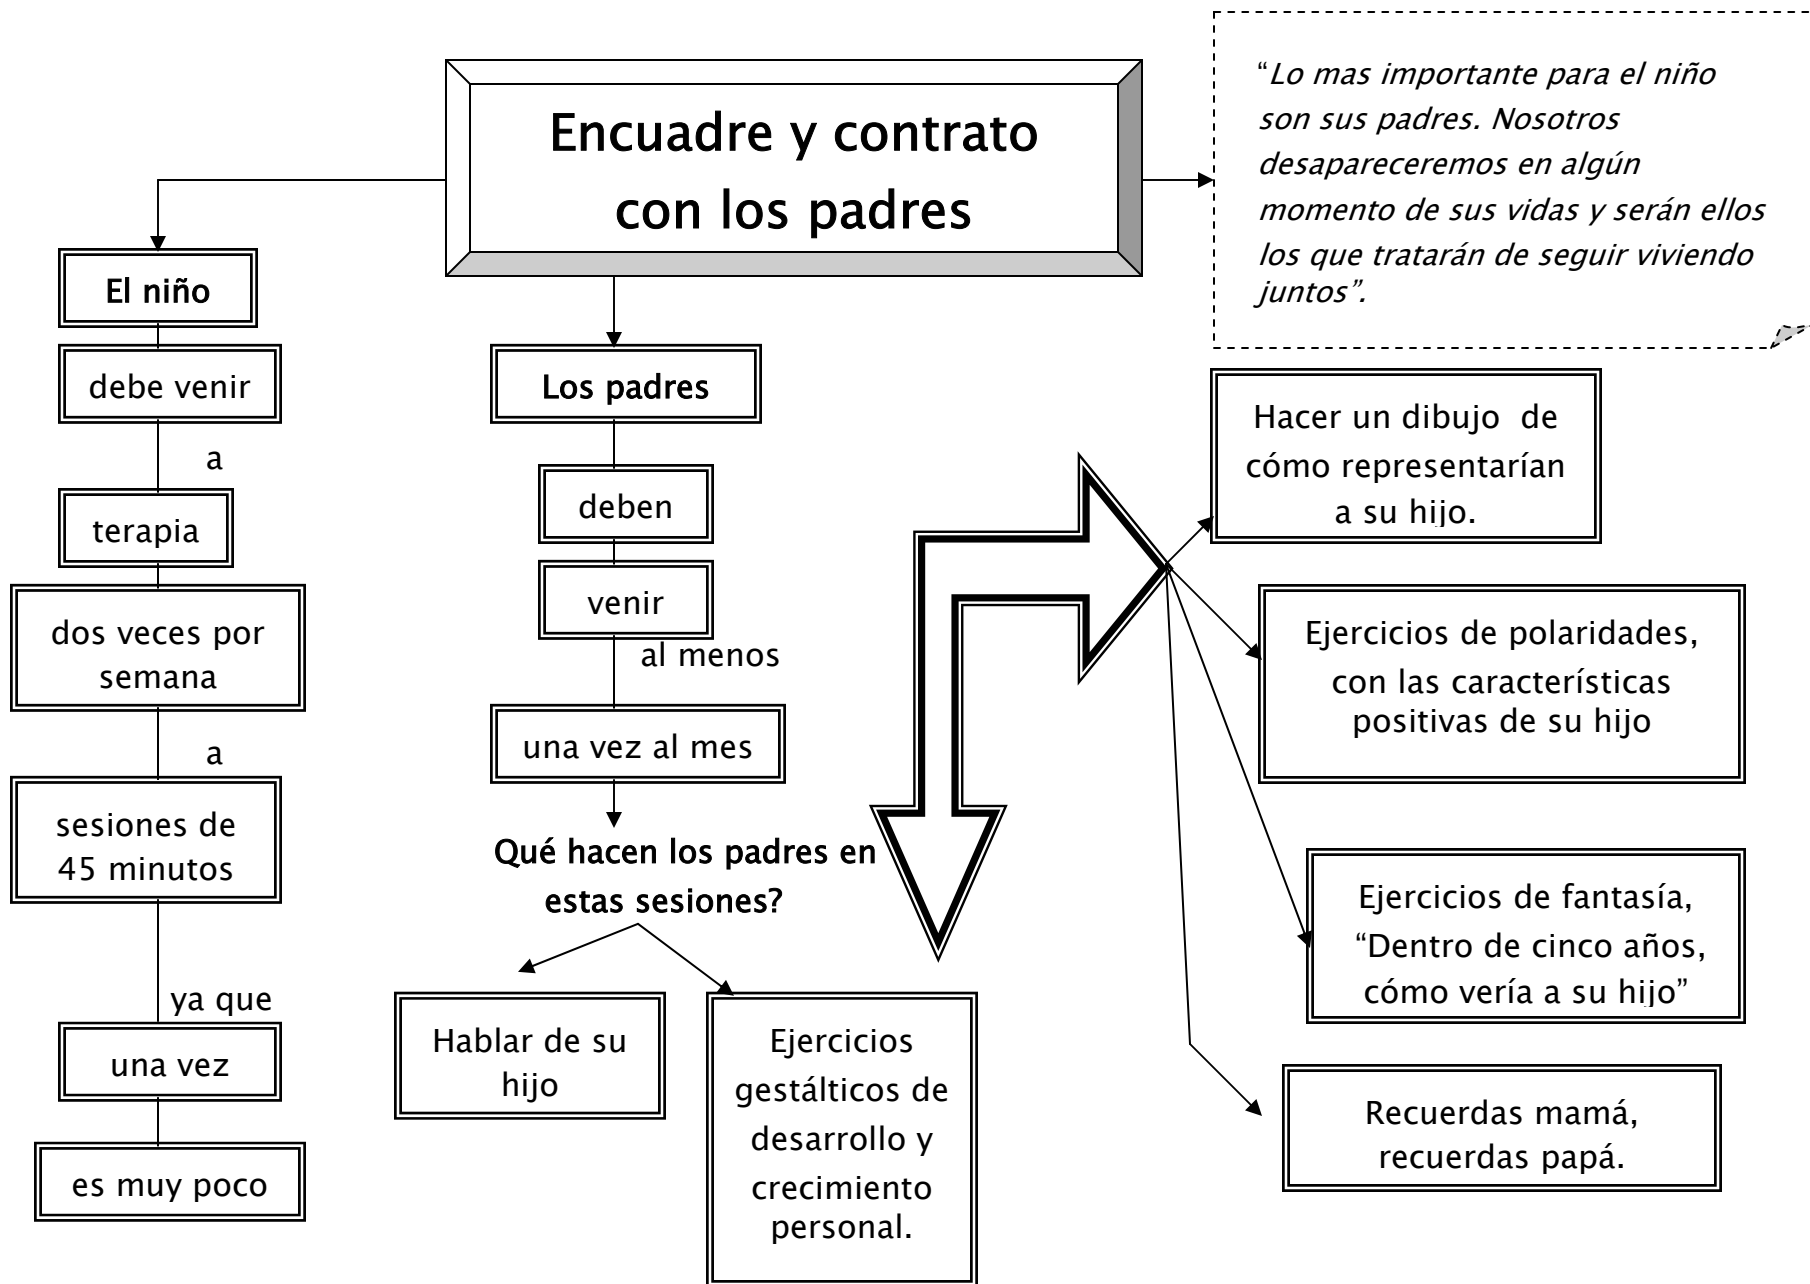 Encuadre y contrato
con los padres
“Lo mas importante para el niño
son sus padres. Nosotros
desapareceremos en algún
momento de sus vidas y serán ellos
los que tratarán de seguir viviendo
juntos”.
El niño
debe venir
a
terapia
dos veces por
semana
a
sesiones de
45 minutos
ya que
una vez
es muy poco
Los padres
deben
venir
al menos
una vez al mes
Qué hacen los padres en
estas sesiones?
Hablar de su
hijo
Ejercicios
gestálticos de
desarrollo y
crecimiento
personal.
Hacer un dibujo  de
cómo representarían
a su hijo.
Ejercicios de polaridades,
con las características
positivas de su hijo
Ejercicios de fantasía,
“Dentro de cinco años,
cómo vería a su hijo”
Recuerdas mamá,
recuerdas papá.